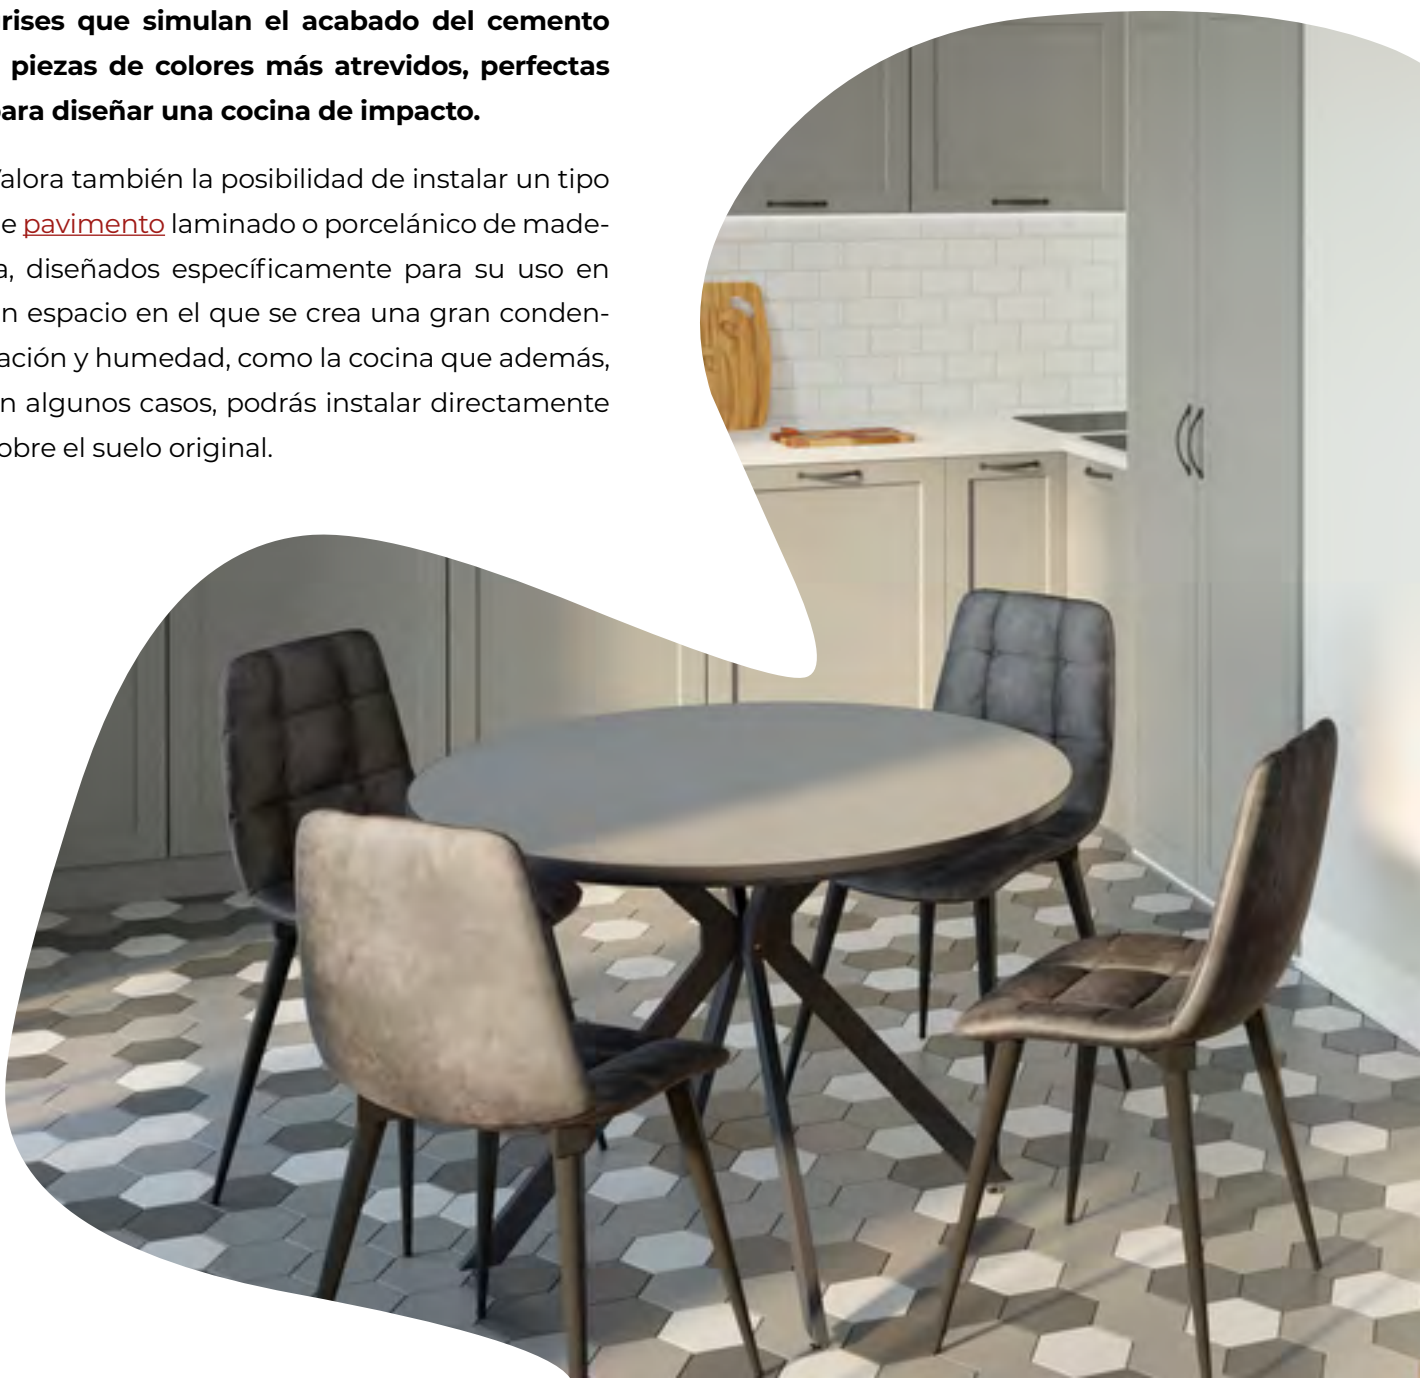 rises que simulan el acabado del cemento
piezas de colores más atrevidos, perfectas
ara diseñar una cocina de impacto.
alora también la posibilidad de instalar un tipo
e pavimento laminado o porcelánico de made-
a, diseñados específicamente para su uso en
n espacio en el que se crea una gran conden-
ación y humedad, como la cocina que además,
n algunos casos, podrás instalar directamente
obre el suelo original.